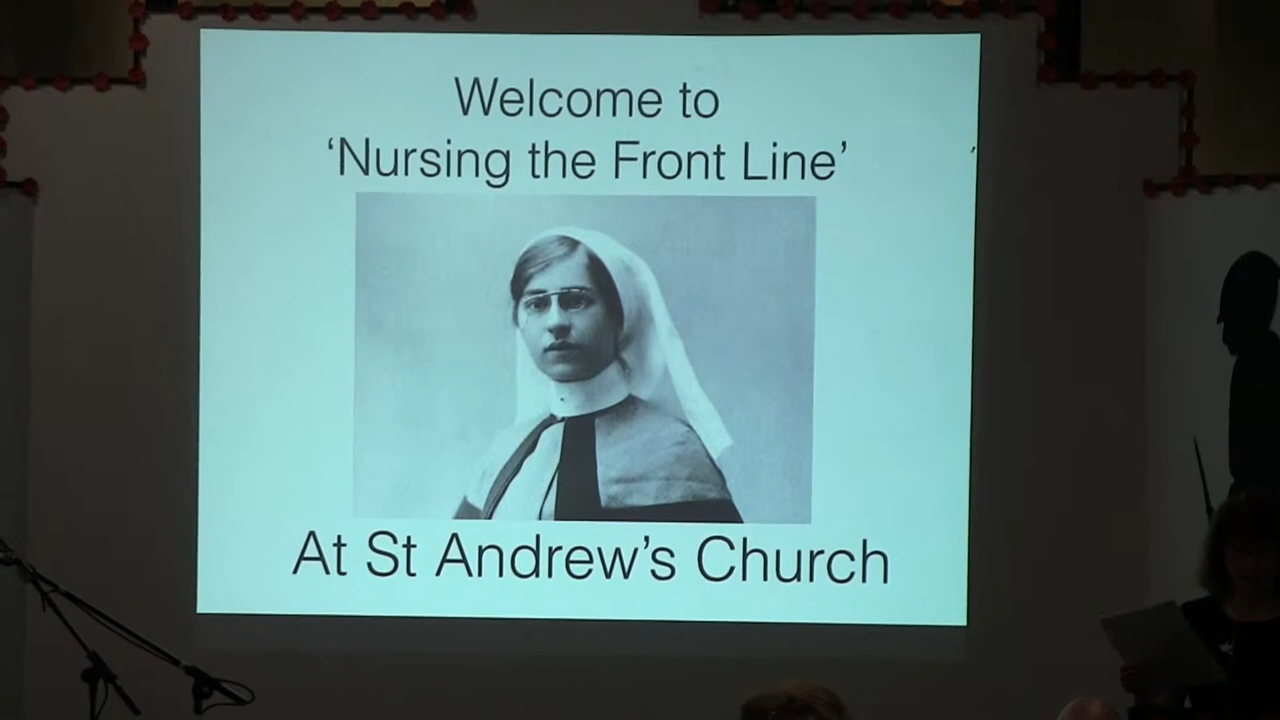 Welcome to
‘Nursing the Front Line’
At St Andrew’s Church